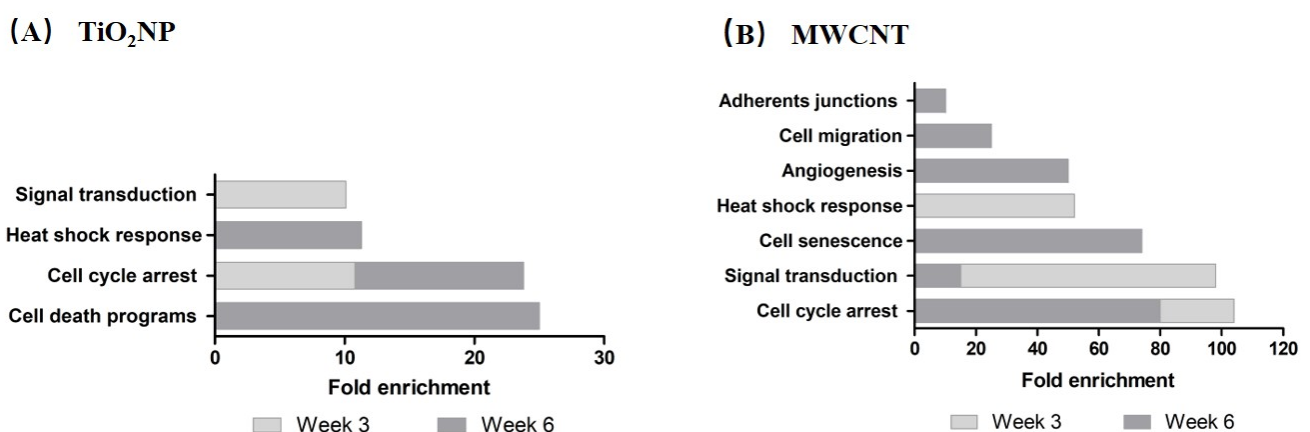 (A) TiO₂NP
Signal transduction
Heat shock response
Cell cycle arrest
Cell death programs
0 10 20 30
Fold enrichment
Week 3 Week 6
(B) MWCNT
Adherents junctions
Cell migration
Angiogenesis
Heat shock response
Cell senescence
Signal transduction
Cell cycle arrest
0 20 40 60 80 100 120
Fold enrichment
Week 3 Week 6